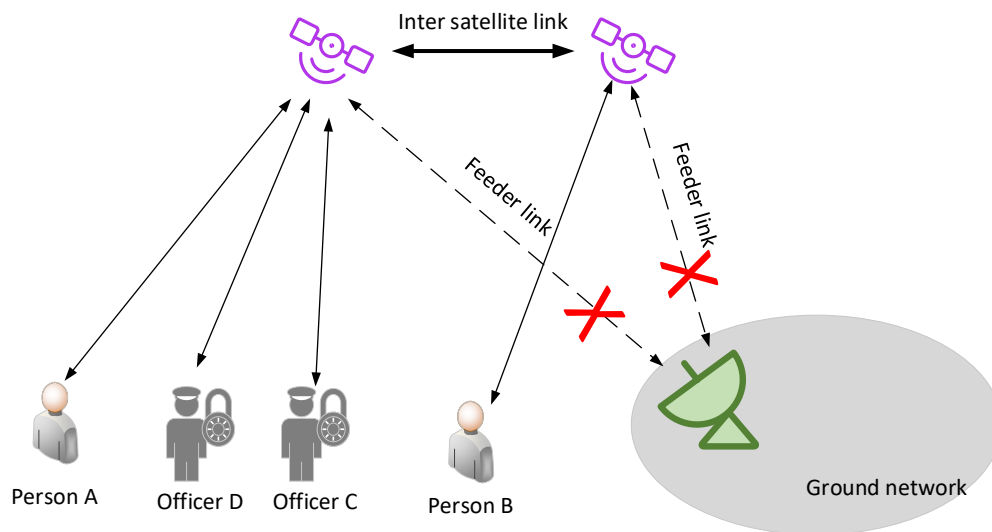 Inter satellite link
Feeder link
Feeder link
Person A
Officer D
Officer C
Person B
Ground network